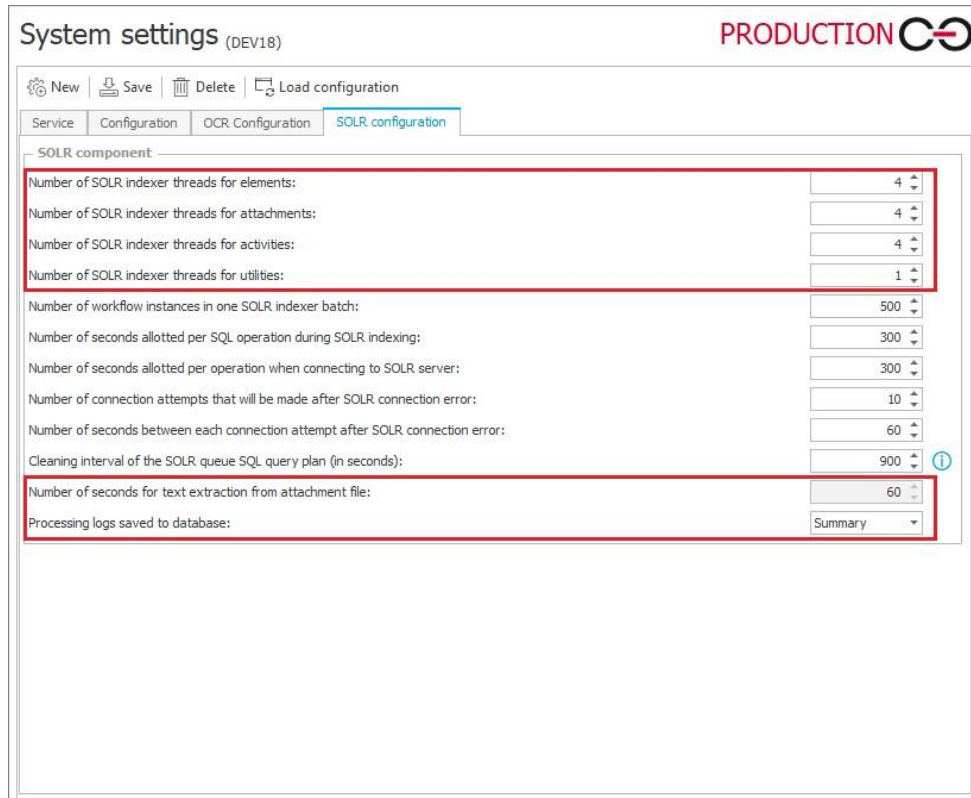 System settings (DEV18)
PRODUCTION
New Save Delete Load configuration
Service Configuration OCR Configuration SOLR configuration
SOLR component
Number of SOLR indexer threads for elements: 4
Number of SOLR indexer threads for attachments: 4
Number of SOLR indexer threads for activities: 4
Number of SOLR indexer threads for utilities: 1
Number of workflow instances in one SOLR indexer batch: 500
Number of seconds allotted per SQL operation during SOLR indexing: 300
Number of seconds allotted per operation when connecting to SOLR server: 300
Number of connection attempts that will be made after SOLR connection error: 10
Number of seconds between each connection attempt after SOLR connection error: 60
Cleaning interval of the SOLR queue SQL query plan (in seconds): 900
Number of seconds for text extraction from attachment file: 60
Processing logs saved to database: Summary